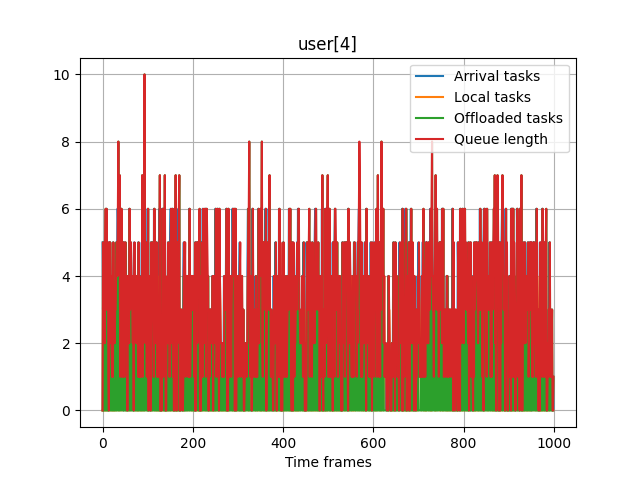 user[4]
10
8
6
4
2
0
Arrival tasks
Local tasks
Offloaded tasks
Queue length
0 200 400 600 800 1000
Time frames